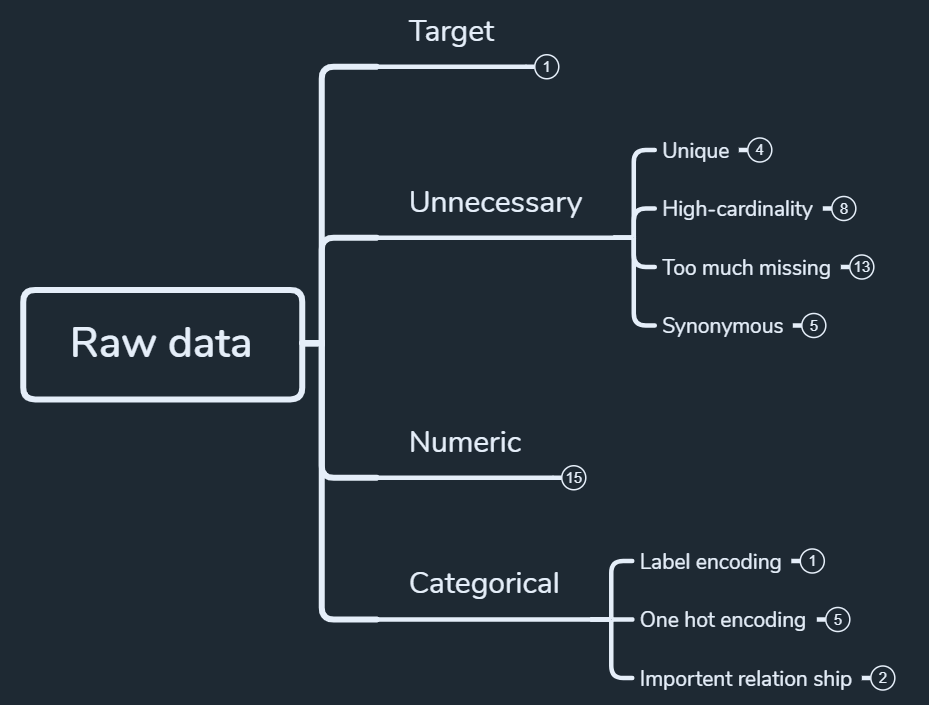 Target
1
Unnecessary
Unique 4
High-cardinality 8
Too much missing 13
Synonymous 5
Raw data
Numeric
15
Categorical
Label encoding 1
One hot encoding 5
Importent relation ship 2